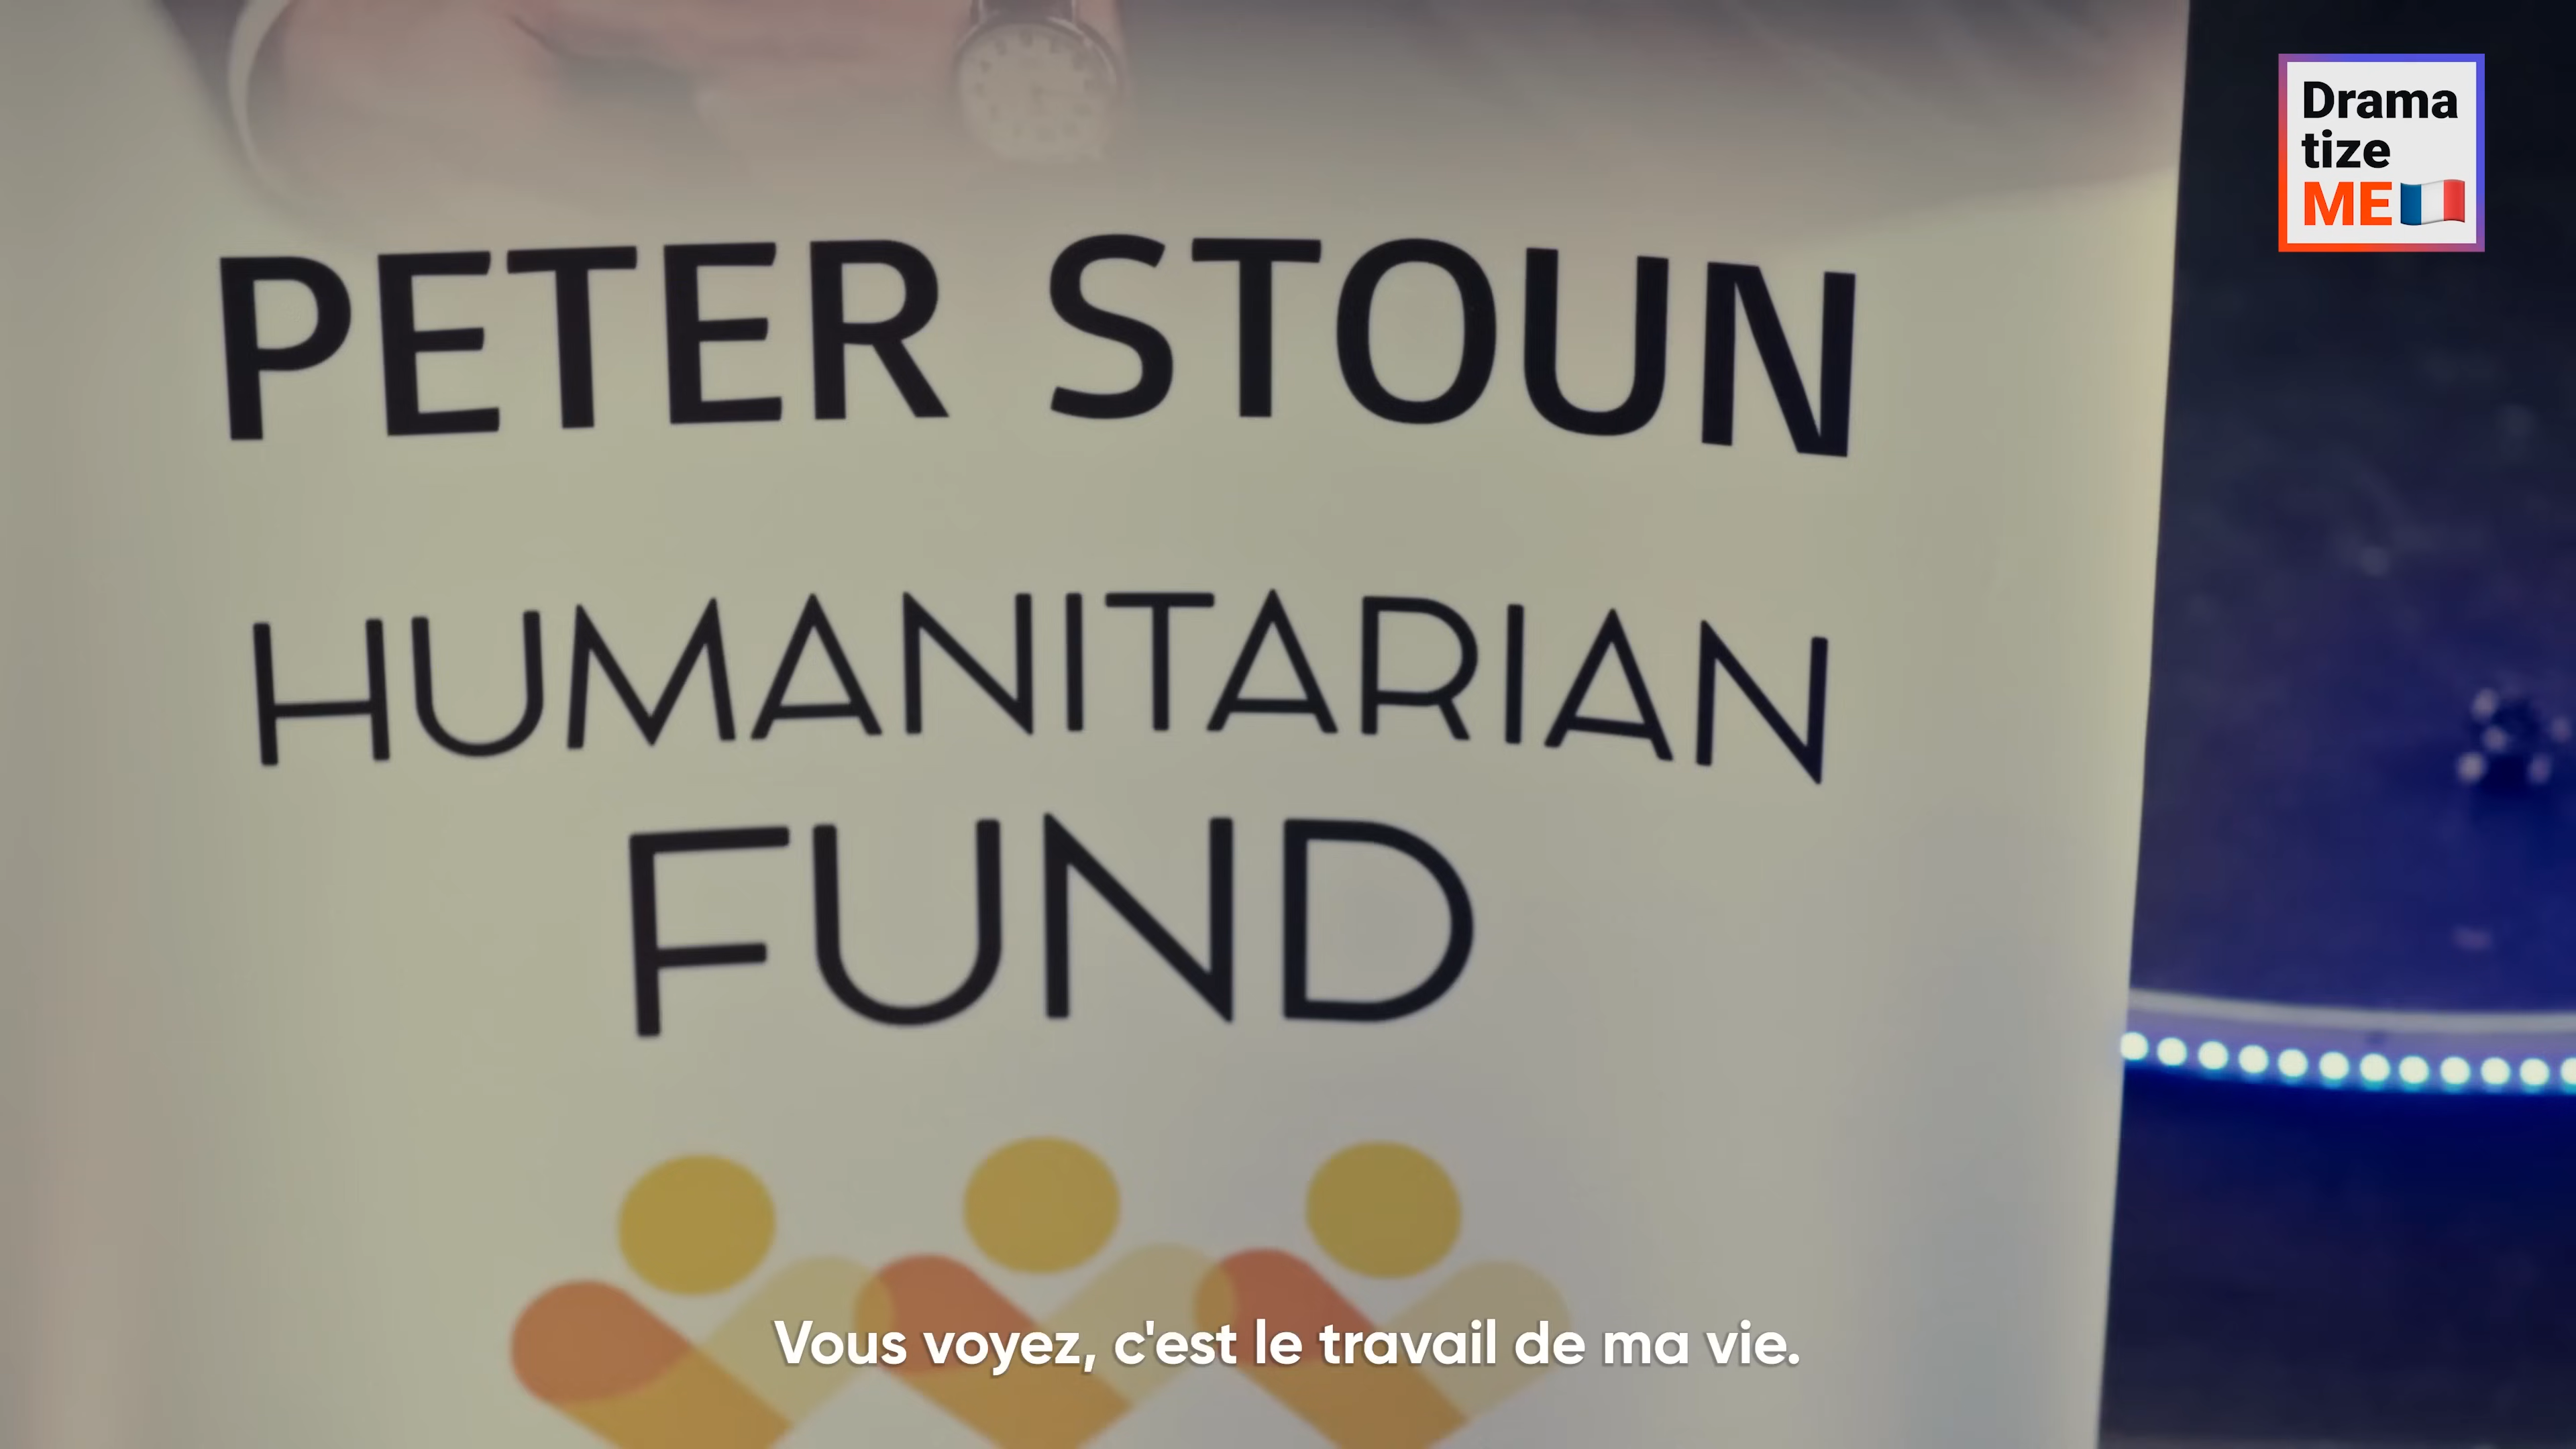 Drama
tize
ME
PETER STOUN
HUMANITARIAN
FUND
Vous voyez, c'est le travail de ma vie.